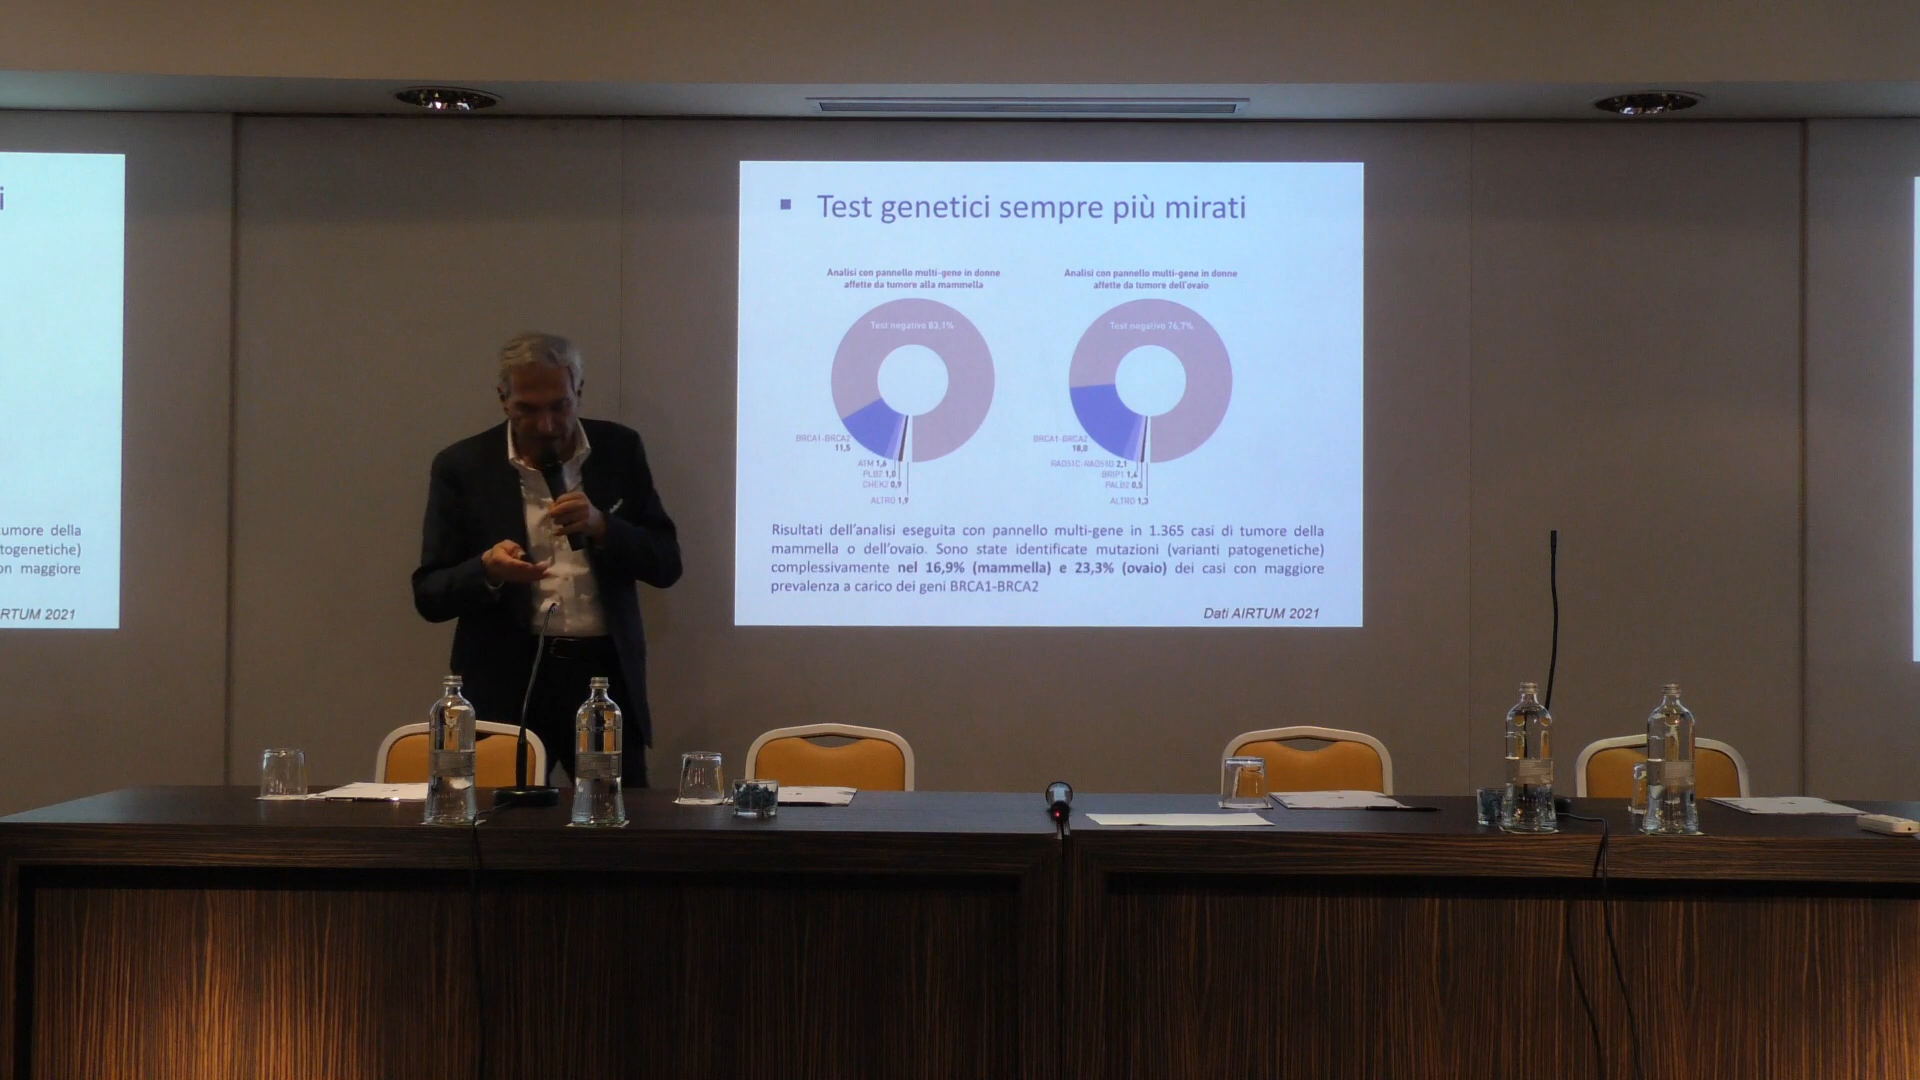 i
umore della
togenetiche)
on maggiore
RTUM 2021
▪ Test genetici sempre più mirati
Analisi con pannello multi-gene in donne
affette da tumore alla mammella
Test negativo 83,1%
BRCA1-BRCA2
11,5
ATM 1,6
PLB2 1,0
CHEK2 0,9
ALTRO 1,9
Analisi con pannello multi-gene in donne
affette da tumore dell'ovaio
Test negativo 76,7%
BRCA1-BRCA2
18,0
RAD51C-RAD51D 2,1
BRIP1 1,4
PALB2 0,5
ALTRO 1,3
Risultati dell'analisi eseguita con pannello multi-gene in 1.365 casi di tumore della
mammella o dell'ovaio. Sono state identificate mutazioni (varianti patogenetiche)
complessivamente nel 16,9% (mammella) e 23,3% (ovaio) dei casi con maggiore
prevalenza a carico dei geni BRCA1-BRCA2
Dati AIRTUM 2021